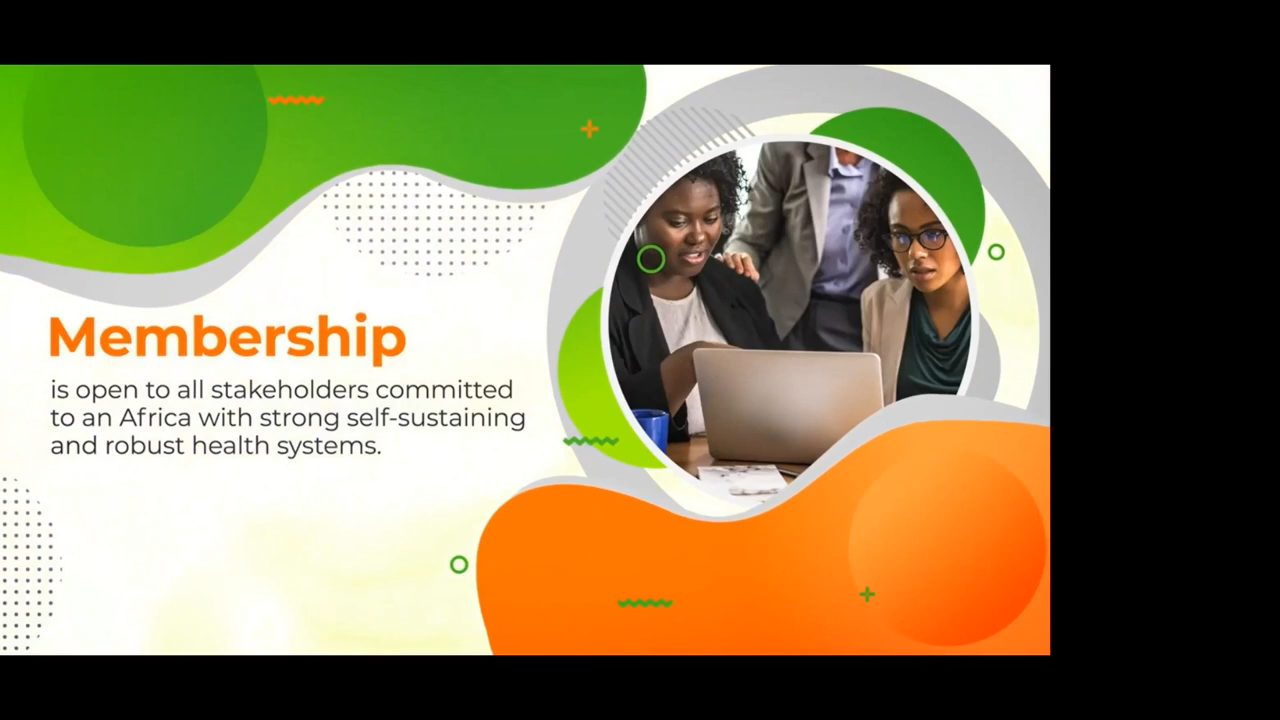 Membership
is open to all stakeholders committed
to an Africa with strong self-sustaining
and robust health systems.